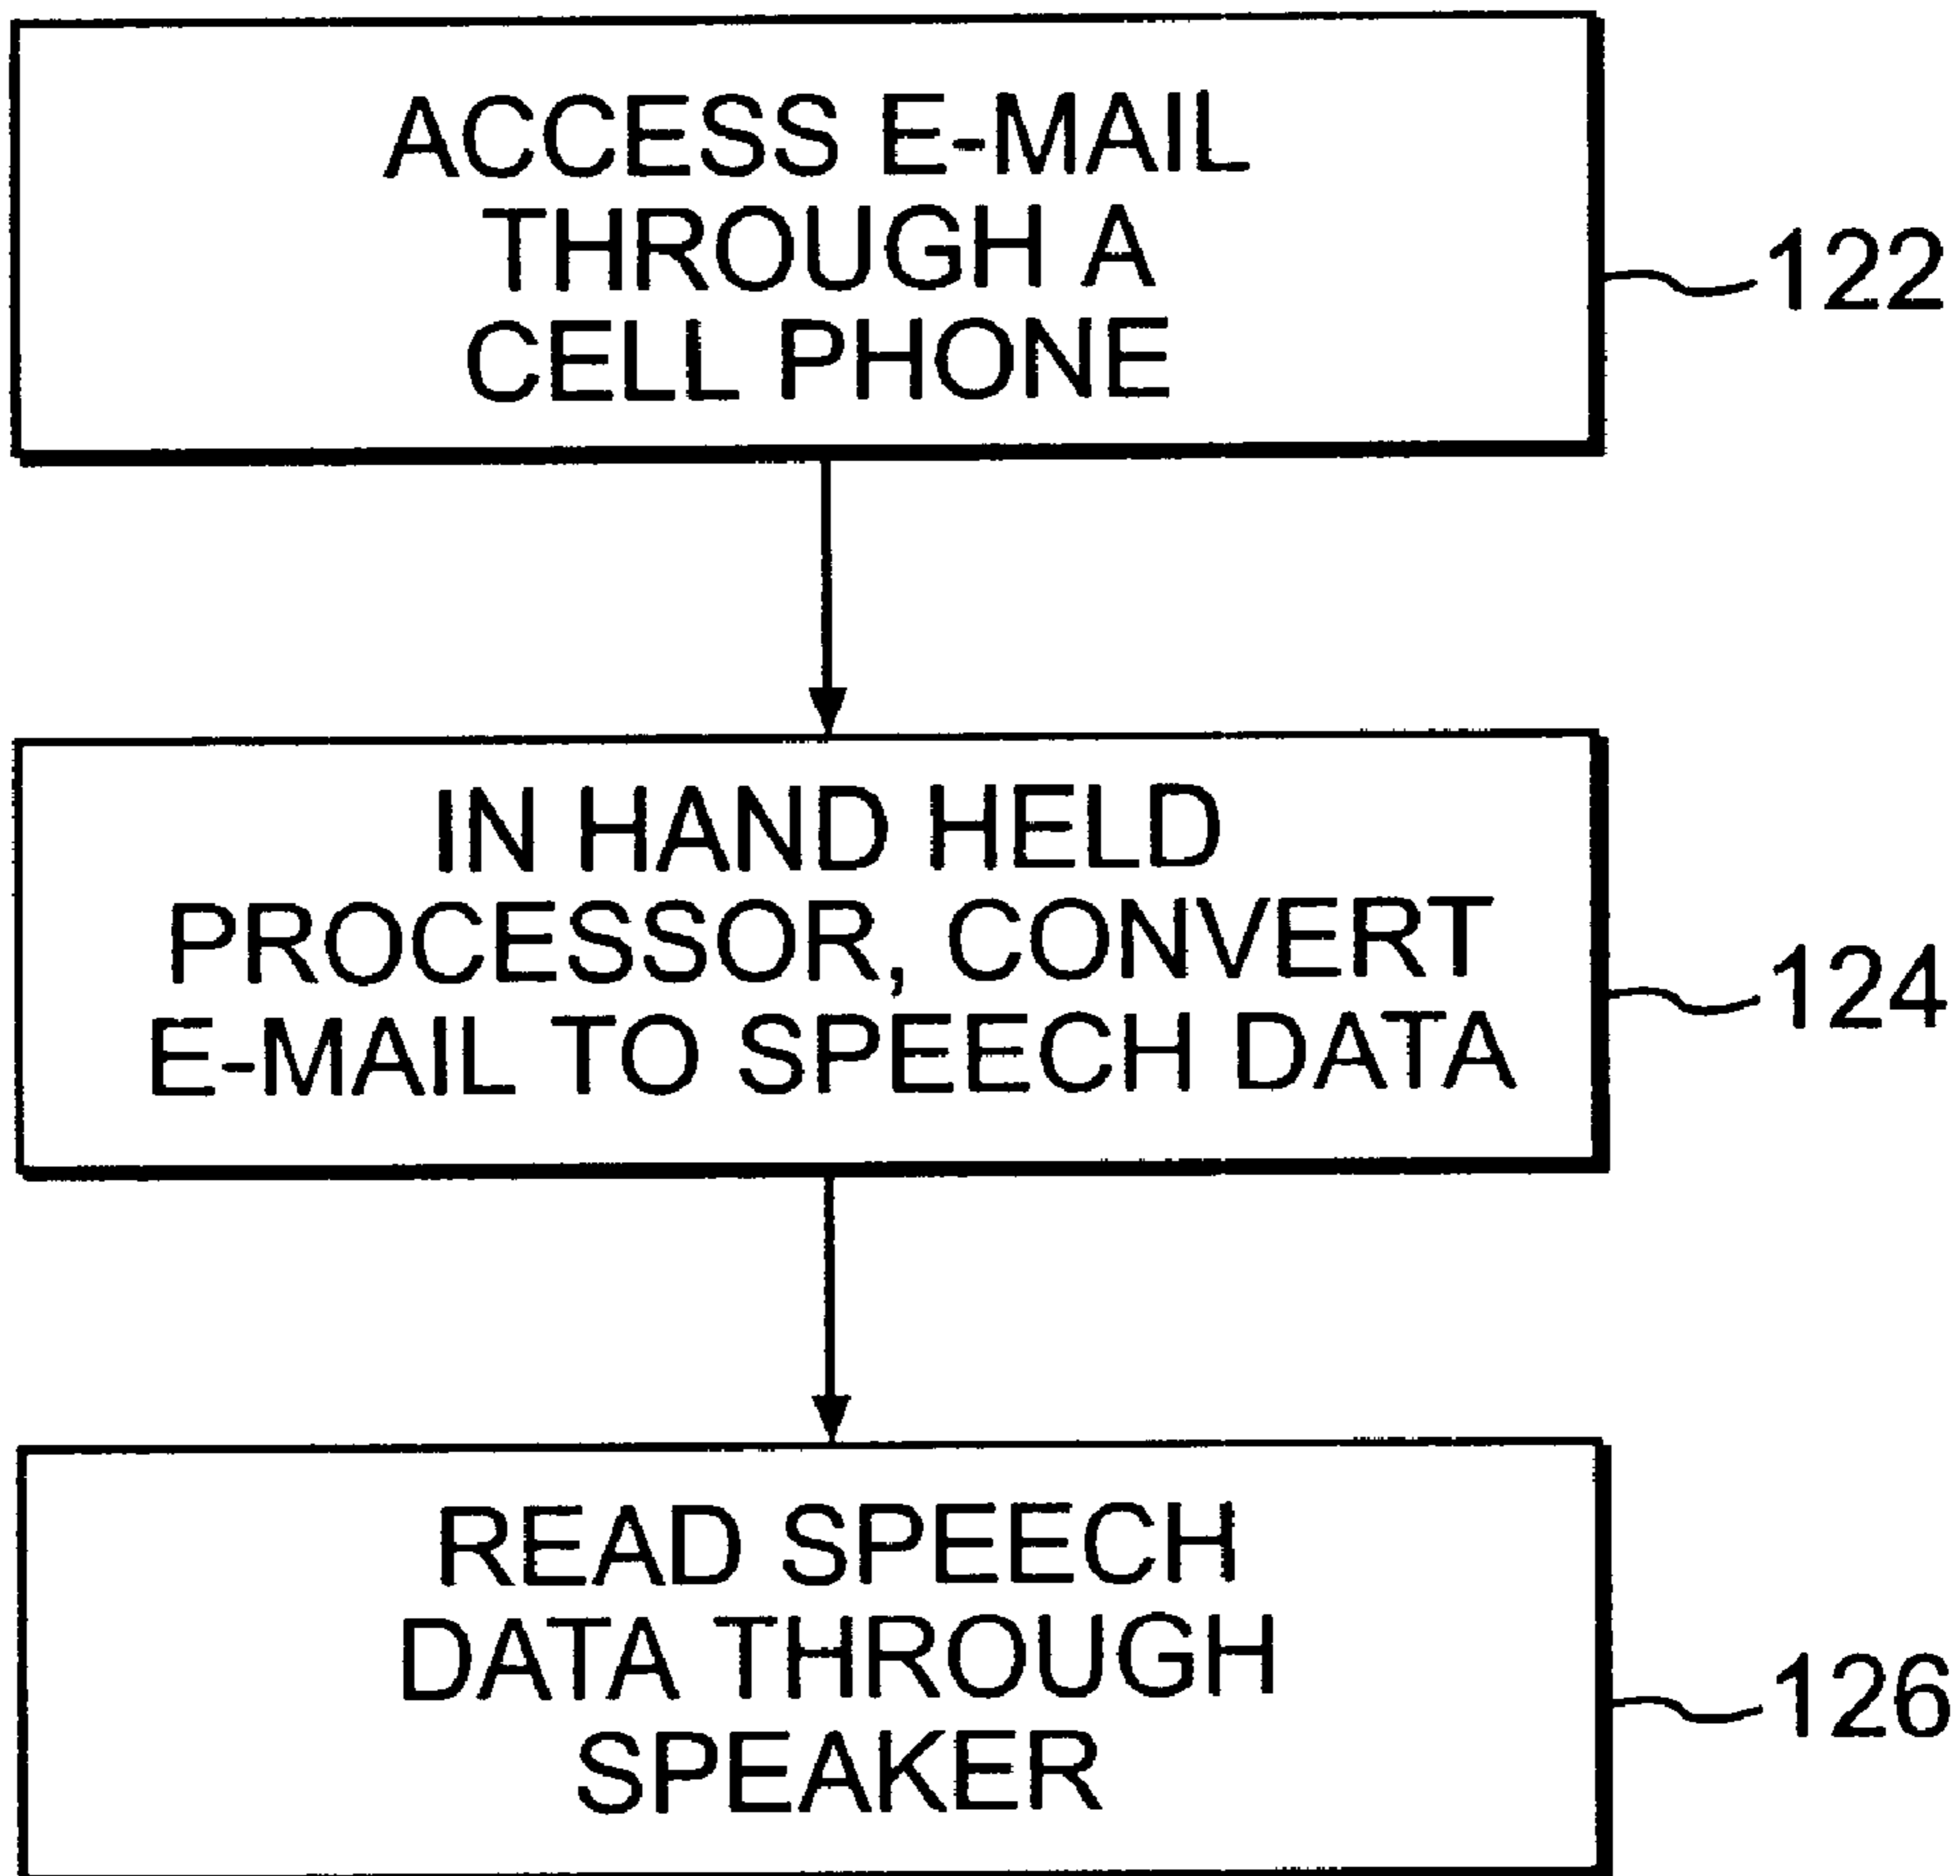 ACCESS E-MAIL
THROUGH A
CELL PHONE
122
IN HAND HELD
PROCESSOR, CONVERT
E-MAIL TO SPEECH DATA
124
READ SPEECH
DATA THROUGH
SPEAKER
126